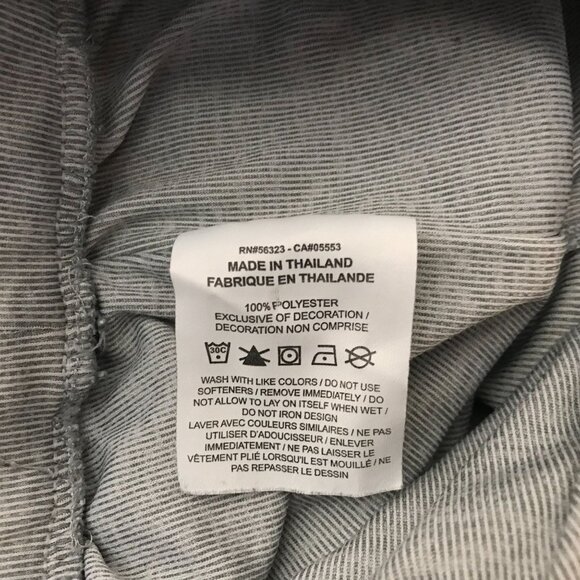 RN#56323 - CA#05553
MADE IN THAILAND
FABRIQUE EN THAILANDE
100% POLYESTER
EXCLUSIVE OF DECORATION /
DECORATION NON COMPRISE
30C
WASH WITH LIKE COLORS / DO NOT USE
SOFTENERS / REMOVE IMMEDIATELY / DO
NOT ALLOW TO LAY ON ITSELF WHEN WET /
DO NOT IRON DESIGN
LAVER AVEC COULEURS SIMILAIRES / NE PAS
UTILISER D'ADOUCISSEUR / ENLEVER
IMMÉDIATEMENT / NE PAS LAISSER LE
VÊTEMENT PLIÉ LORSQU'IL EST MOUILLÉ / NE
PAS REPASSER LE DESSIN